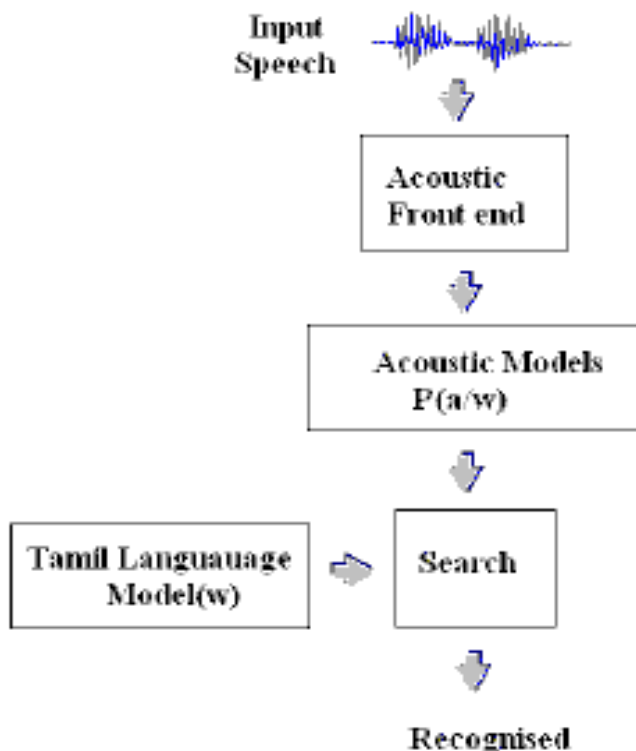 Input
Speech
Acoustic
Front end
Acoustic Models
P(a/w)
Tamil Languauage
Model(w)
Search
Recognised